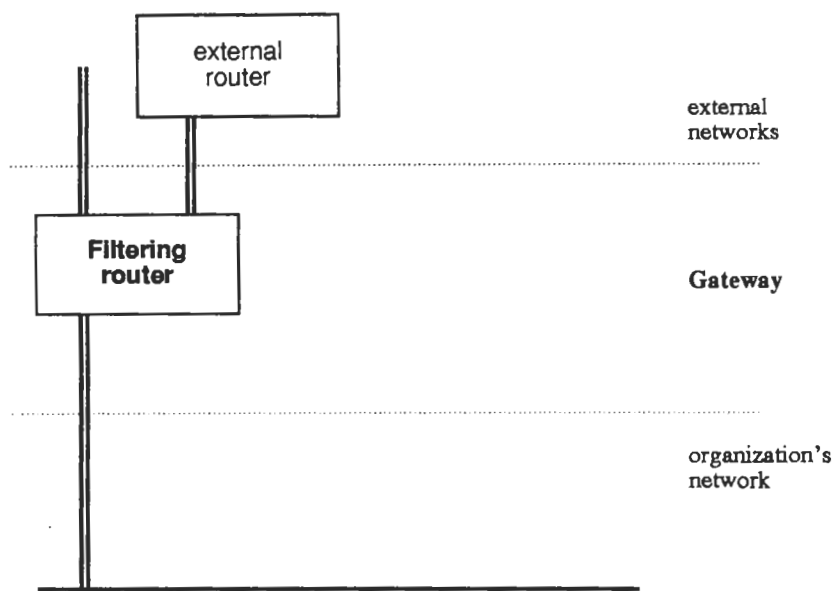 external
router
external
networks
Filtering
router
Gateway
organization's
network